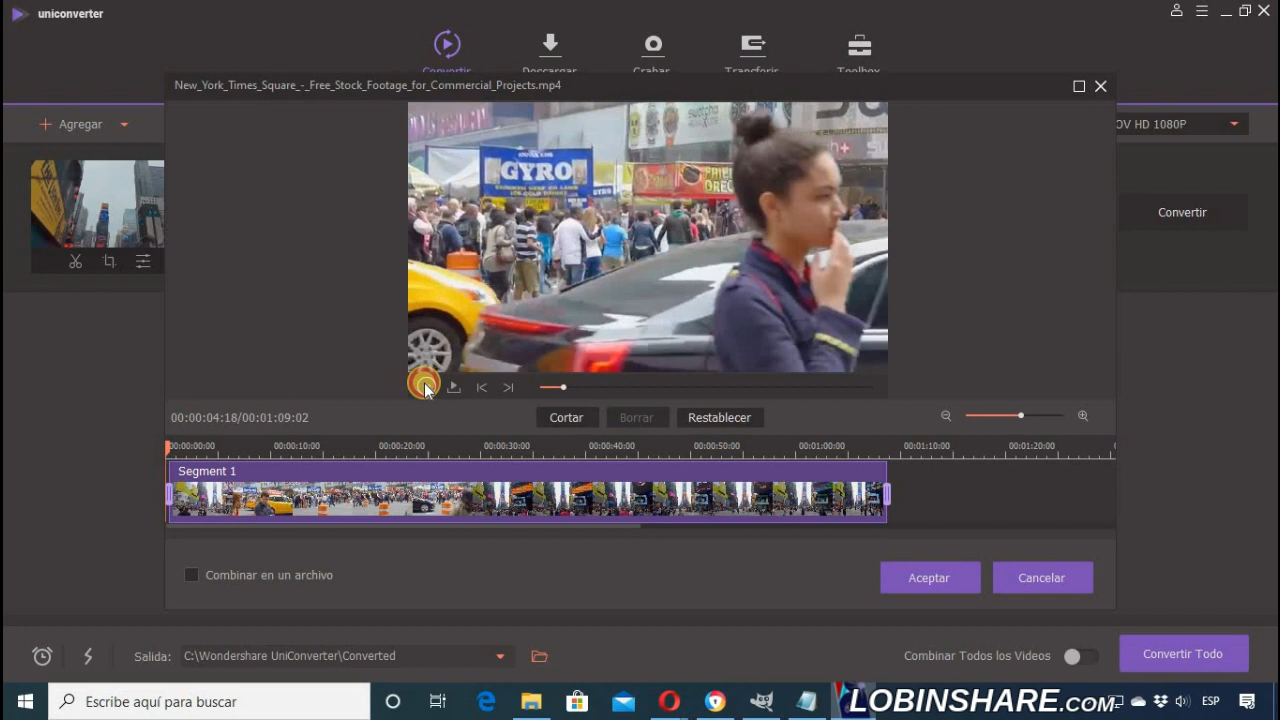 uniconverter
Convertir
Descargar
Grabar
Transferir
Toolbox
New_York_Times_Square_-_Free_Stock_Footage_for_Commercial_Projects.mp4
Agregar
OV HD 1080P
GYRO
GYRO
Convertir
00:00:04:18/00:01:09:02
Cortar
Borrar
Restablecer
00:00:00:00
00:00:10:00
00:00:20:00
00:00:30:00
00:00:40:00
00:00:50:00
00:01:00:00
00:01:10:00
00:01:20:00
Segment 1
Combinar en un archivo
Aceptar
Cancelar
Salida:
C:\Wondershare UniConverter\Converted
Combinar Todos los Videos
Convertir Todo
Escribe aquí para buscar
LOBINSHARE.COM
ESP